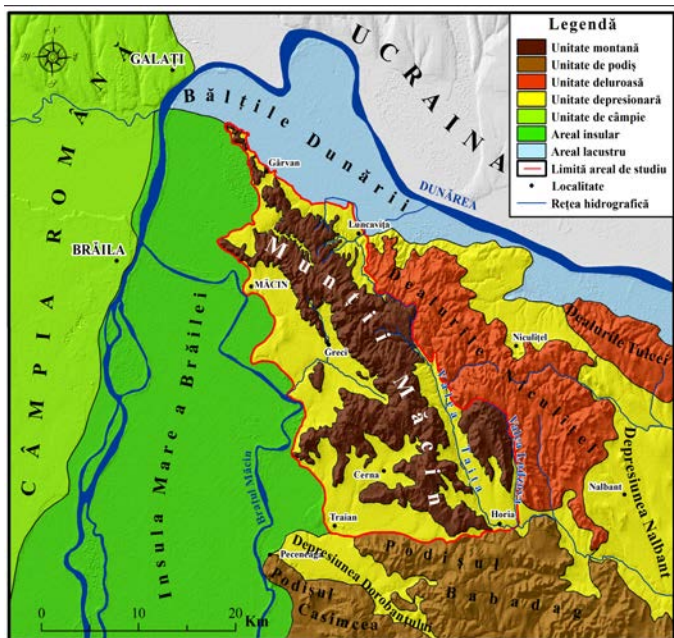 Legendă
Unitate montană
Unitate de podiș
Unitate deluroasă
Unitate depresionară
Unitate de câmpie
Areal insular
Areal lacustru
Limită areal de studiu
Localitate
Rețea hidrografică
UCRAINA
GALAȚI
CÂMPIA ROMÂNĂ
Bălțile Dunării
DUNĂREA
Gârvan
Luncavița
BRĂILA
MĂCIN
Munții Măcin
Dealurile Niculițel
Dealurile Tulcei
Niculițel
Greci
Insula Mare a Brăilei
Valea Taița
Brațul Măcin
Cerna
Nalbant
Depresiunea Nalbant
Traian
Horia
Peceneaga
Depresiunea Dorobanțului
Podișul Babadag
Podișul
Casimcea
0 10 20
Km